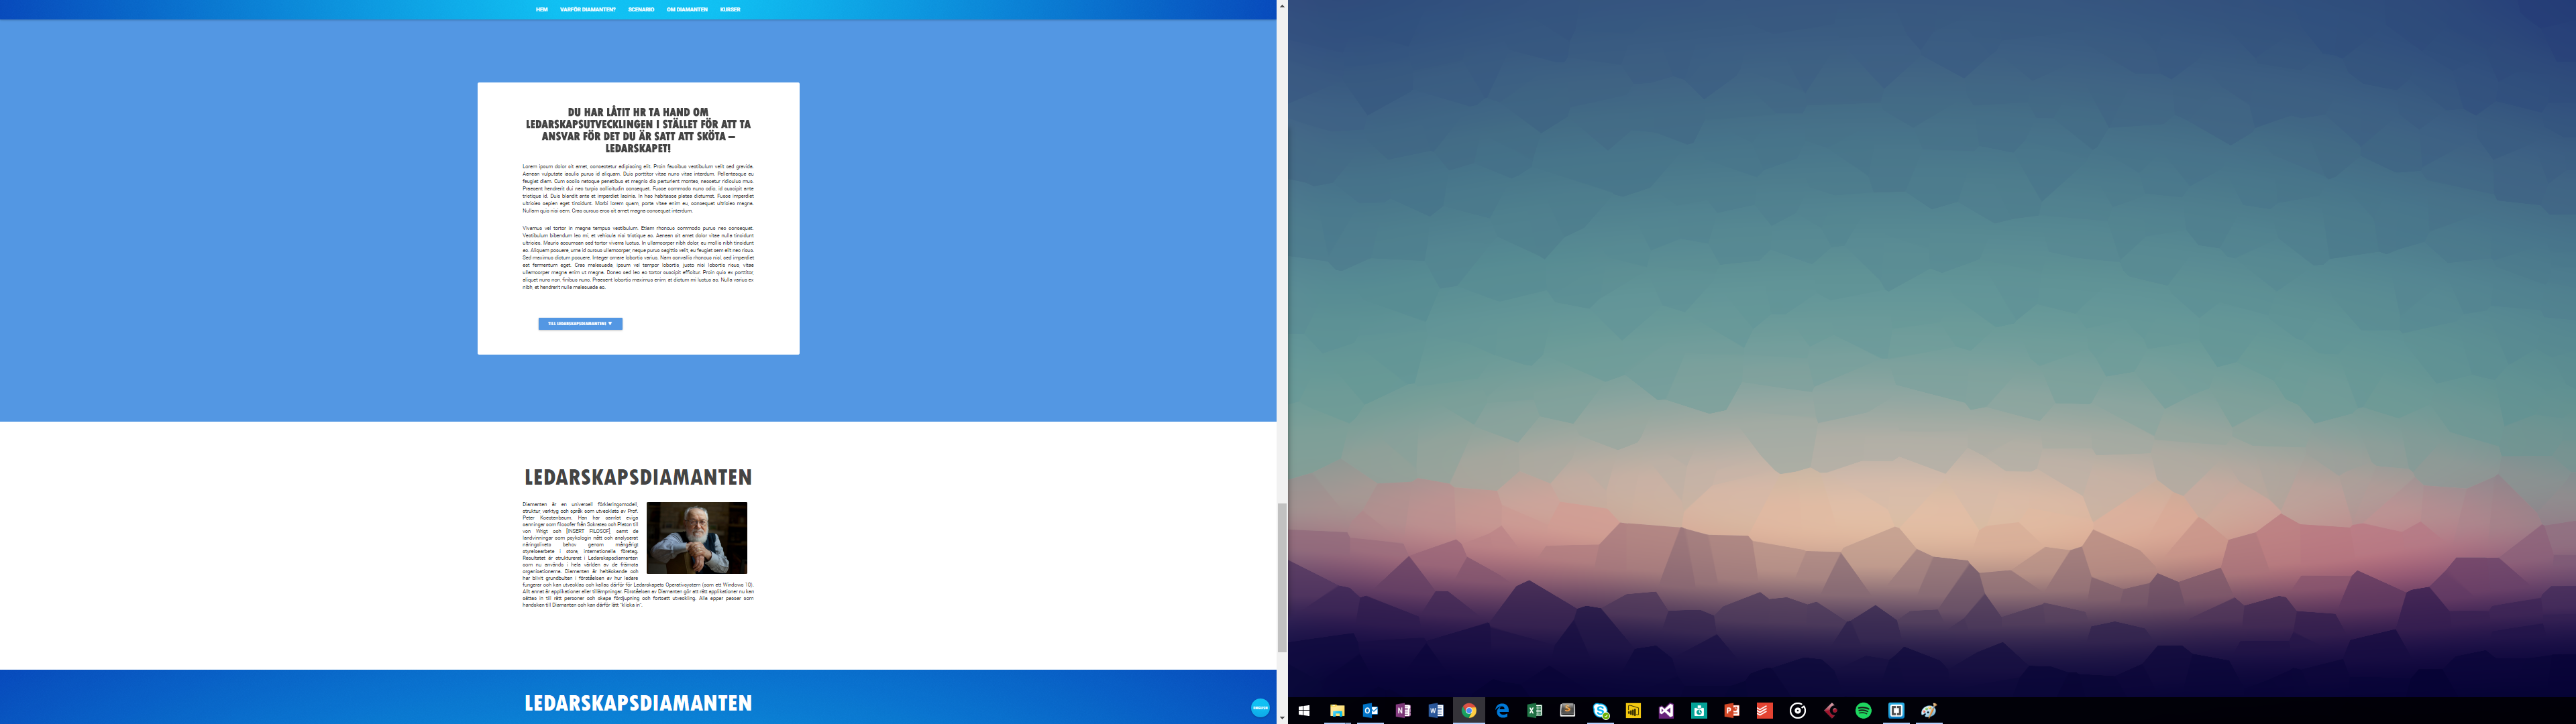 HEM VARFÖR DIAMANTEN? SCENARIO OM DIAMANTEN KURSER
DU HAR LÅTIT HR TA HAND OM
LEDARSKAPSUTVECKLINGEN I STÄLLET FÖR ATT TA
ANSVAR FÖR DET DU ÄR SATT ATT SKÖTA –
LEDARSKAPET!
Lorem ipsum dolor sit amet, consectetur adipiscing elit. Proin faucibus vestibulum velit sed gravida.
Aenean vulputate iaculis purus id aliquam. Duis porttitor vitae nunc vitae interdum. Pellentesque eu
feugiat diam. Cum sociis natoque penatibus et magnis dis parturient montes, nascetur ridiculus mus.
Praesent hendrerit dui nec turpis sollicitudin consequat. Fusce commodo nunc odio, id suscipit ante
tristique id. Duis blandit ante et imperdiet lacinia. In hac habitasse platea dictumst. Fusce imperdiet
ultricies sapien eget tincidunt. Morbi lorem quam, porta vitae enim eu, consequat ultricies magna.
Nullam quis nisi sem. Cras cursus eros sit amet magna consequat interdum.
Vivamus vel tortor in magna tempus vestibulum. Etiam rhoncus commodo purus nec consequat.
Vestibulum bibendum leo mi, et vehicula nisi tristique ac. Aenean sit amet dolor vitae nulla tincidunt
ultricies. Mauris accumsan sed tortor viverra luctus. In ullamcorper nibh dolor, eu mollis nibh tincidunt
ac. Aliquam posuere, urna id cursus ullamcorper, neque purus sagittis velit, eu feugiat sem elit nec risus.
Sed maximus dictum posuere. Integer ornare lobortis varius. Nam convallis rhoncus nisl, sed imperdiet
est fermentum eget. Cras malesuada, ipsum vel tempor lobortis, justo nisi lobortis risus, vitae
ullamcorper magna enim ut magna. Donec sed leo ac tortor suscipit efficitur. Proin quis ex porttitor,
aliquet nunc non, finibus nunc. Praesent lobortis maximus enim, et dictum mi luctus ac. Nulla varius ex
nibh, et hendrerit nulla malesuada ac.
TILL LEDARSKAPSDIAMANTEN! ▼
LEDARSKAPSDIAMANTEN
Diamanten är en universell förklaringsmodell,
struktur, verktyg och språk som utvecklats av Prof.
Peter Koestenbaum. Han har samlat eviga
sanningar som filosofer från Sokrates och Platon till
von Wrigt och [INSERT FILOSOF], samt de
landvinningar som psykologin nått och analyserat
näringslivets behov genom mångårigt
styrelsearbete i stora internationella företag.
Resultatet är strukturerat i Ledarskapsdiamanten
som nu används i hela världen av de främsta
organisationerna. Diamanten är heltäckande och
har blivit grundbulten i förståelsen av hur ledare
fungerar och kan utvecklas och kallas därför för Ledarskapets Operativsystem (som ett Windows 10).
Allt annat är applikationer eller tillämpningar. Förståelsen av Diamanten gör att rätt applikationer nu kan
sättas in till rätt personer och skapa fördjupning och fortsatt utveckling. Alla appar passar som
handsken till Diamanten och kan därför lätt "klickas in".
LEDARSKAPSDIAMANTEN